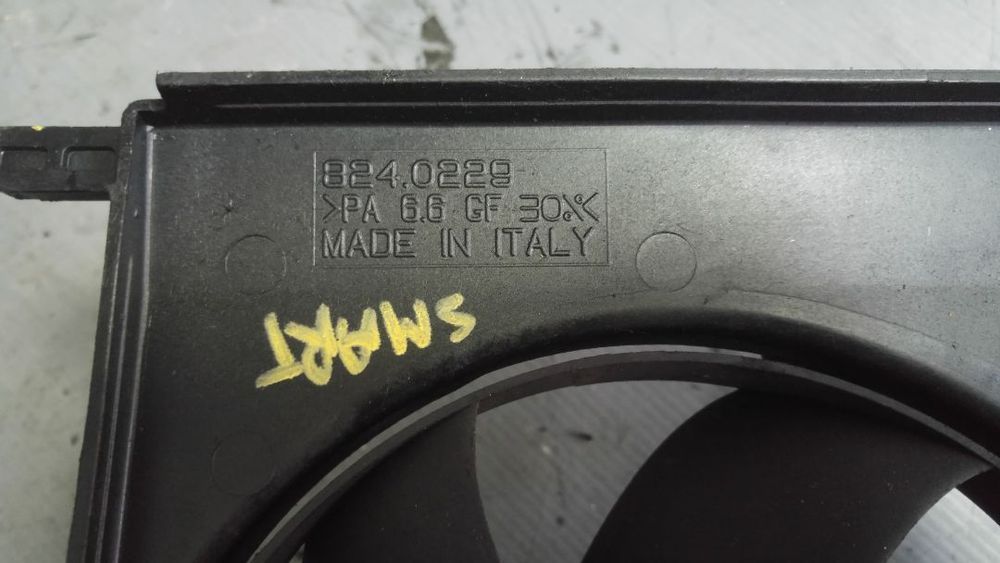 824.0229
>PA 6.6 GF 30%<
MADE IN ITALY
SMART